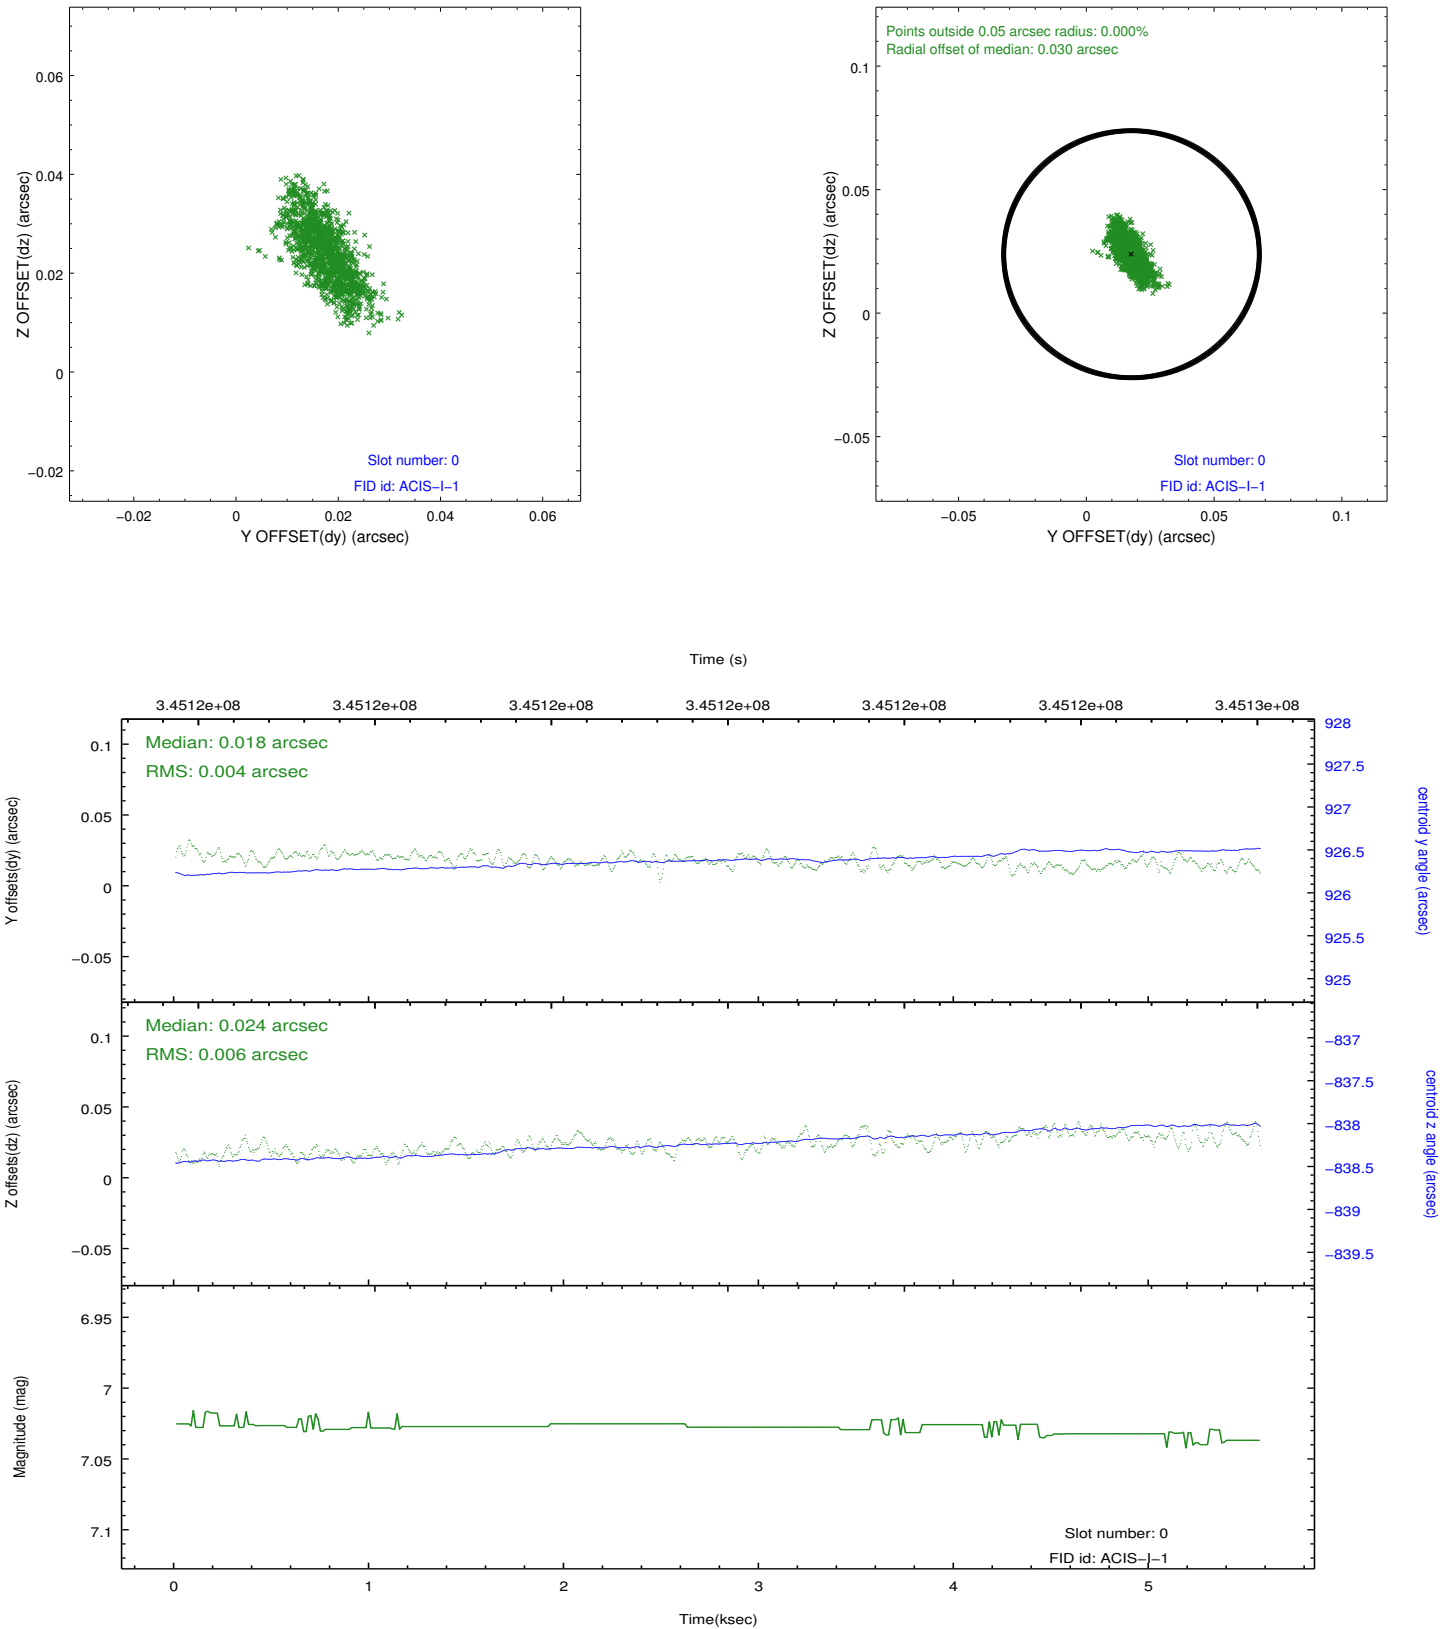 0.06
0.04
0.02
0
−0.02
Z OFFSET(dz) (arcsec)
Slot number: 0
FID id: ACIS−I−1
−0.02 0 0.02 0.04 0.06
Y OFFSET(dy) (arcsec)
Points outside 0.05 arcsec radius: 0.000%
Radial offset of median: 0.030 arcsec
0.1
0.05
0
−0.05
Z OFFSET(dz) (arcsec)
Slot number: 0
FID id: ACIS−I−1
−0.05 0 0.05 0.1
Y OFFSET(dy) (arcsec)
Time (s)
3.4512e+08 3.4512e+08 3.4512e+08 3.4512e+08 3.4512e+08 3.4512e+08 3.4513e+08
Median: 0.018 arcsec
RMS: 0.004 arcsec
0.1
0.05
0
−0.05
Y offsets(dy) (arcsec)
928
927.5
927
926.5
926
925.5
925
centroid y angle (arcsec)
Median: 0.024 arcsec
RMS: 0.006 arcsec
0.1
0.05
0
−0.05
Z offsets(dz) (arcsec)
−837
−837.5
−838
−838.5
−839
−839.5
centroid z angle (arcsec)
6.95
7
7.05
7.1
Magnitude (mag)
Slot number: 0
FID id: ACIS−I−1
0 1 2 3 4 5
Time(ksec)